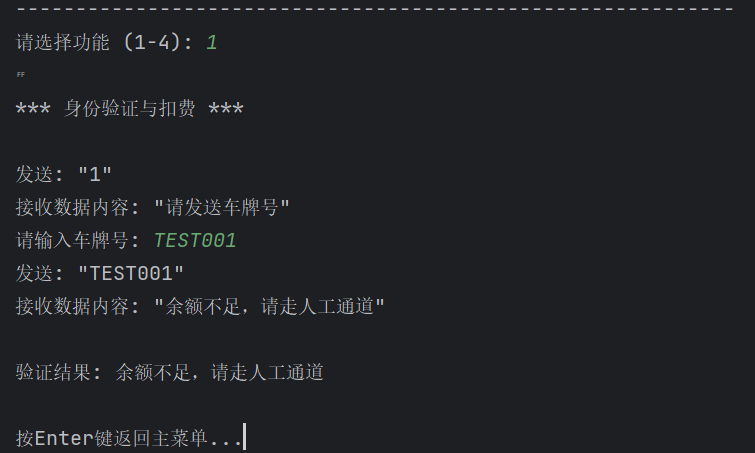 ------------------------------------------------------------
请选择功能 (1-4): 1
FF
*** 身份验证与扣费 ***
发送: "1"
接收数据内容: "请发送车牌号"
请输入车牌号: TEST001
发送: "TEST001"
接收数据内容: "余额不足，请走人工通道"
验证结果: 余额不足，请走人工通道
按Enter键返回主菜单...